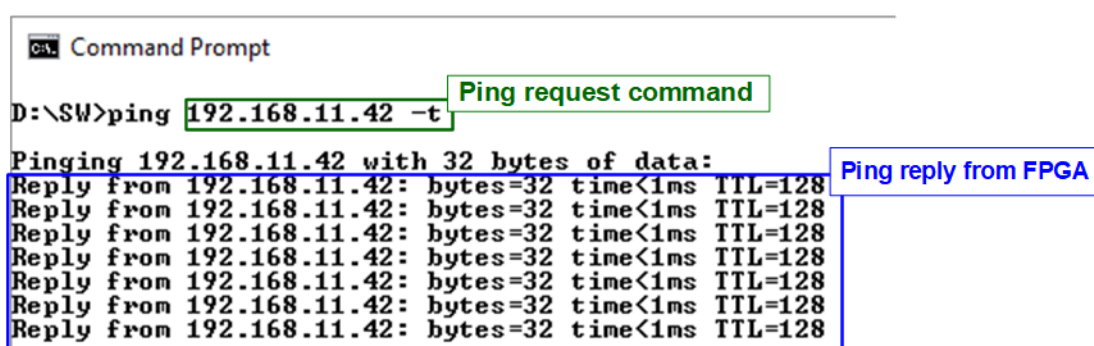 Command Prompt
Ping request command
D:\SW>ping 192.168.11.42 -t
Pinging 192.168.11.42 with 32 bytes of data:
Ping reply from FPGA
Reply from 192.168.11.42: bytes=32 time<1ms TTL=128
Reply from 192.168.11.42: bytes=32 time<1ms TTL=128
Reply from 192.168.11.42: bytes=32 time<1ms TTL=128
Reply from 192.168.11.42: bytes=32 time<1ms TTL=128
Reply from 192.168.11.42: bytes=32 time<1ms TTL=128
Reply from 192.168.11.42: bytes=32 time<1ms TTL=128
Reply from 192.168.11.42: bytes=32 time<1ms TTL=128